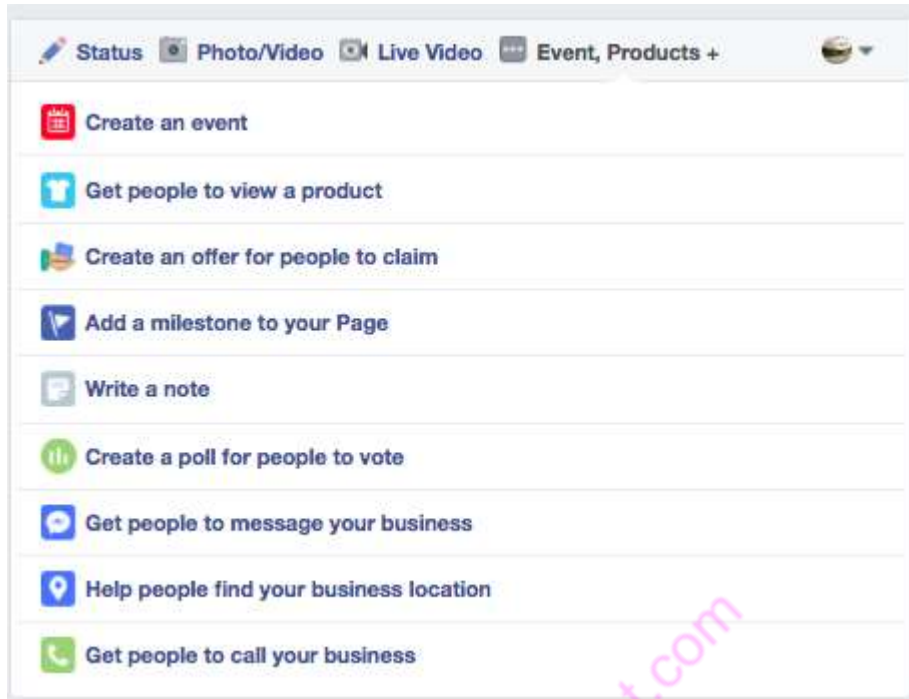 Status Photo/Video Live Video Event, Products +
Create an event
Get people to view a product
Create an offer for people to claim
Add a milestone to your Page
Write a note
Create a poll for people to vote
Get people to message your business
Help people find your business location
Get people to call your business
t.com